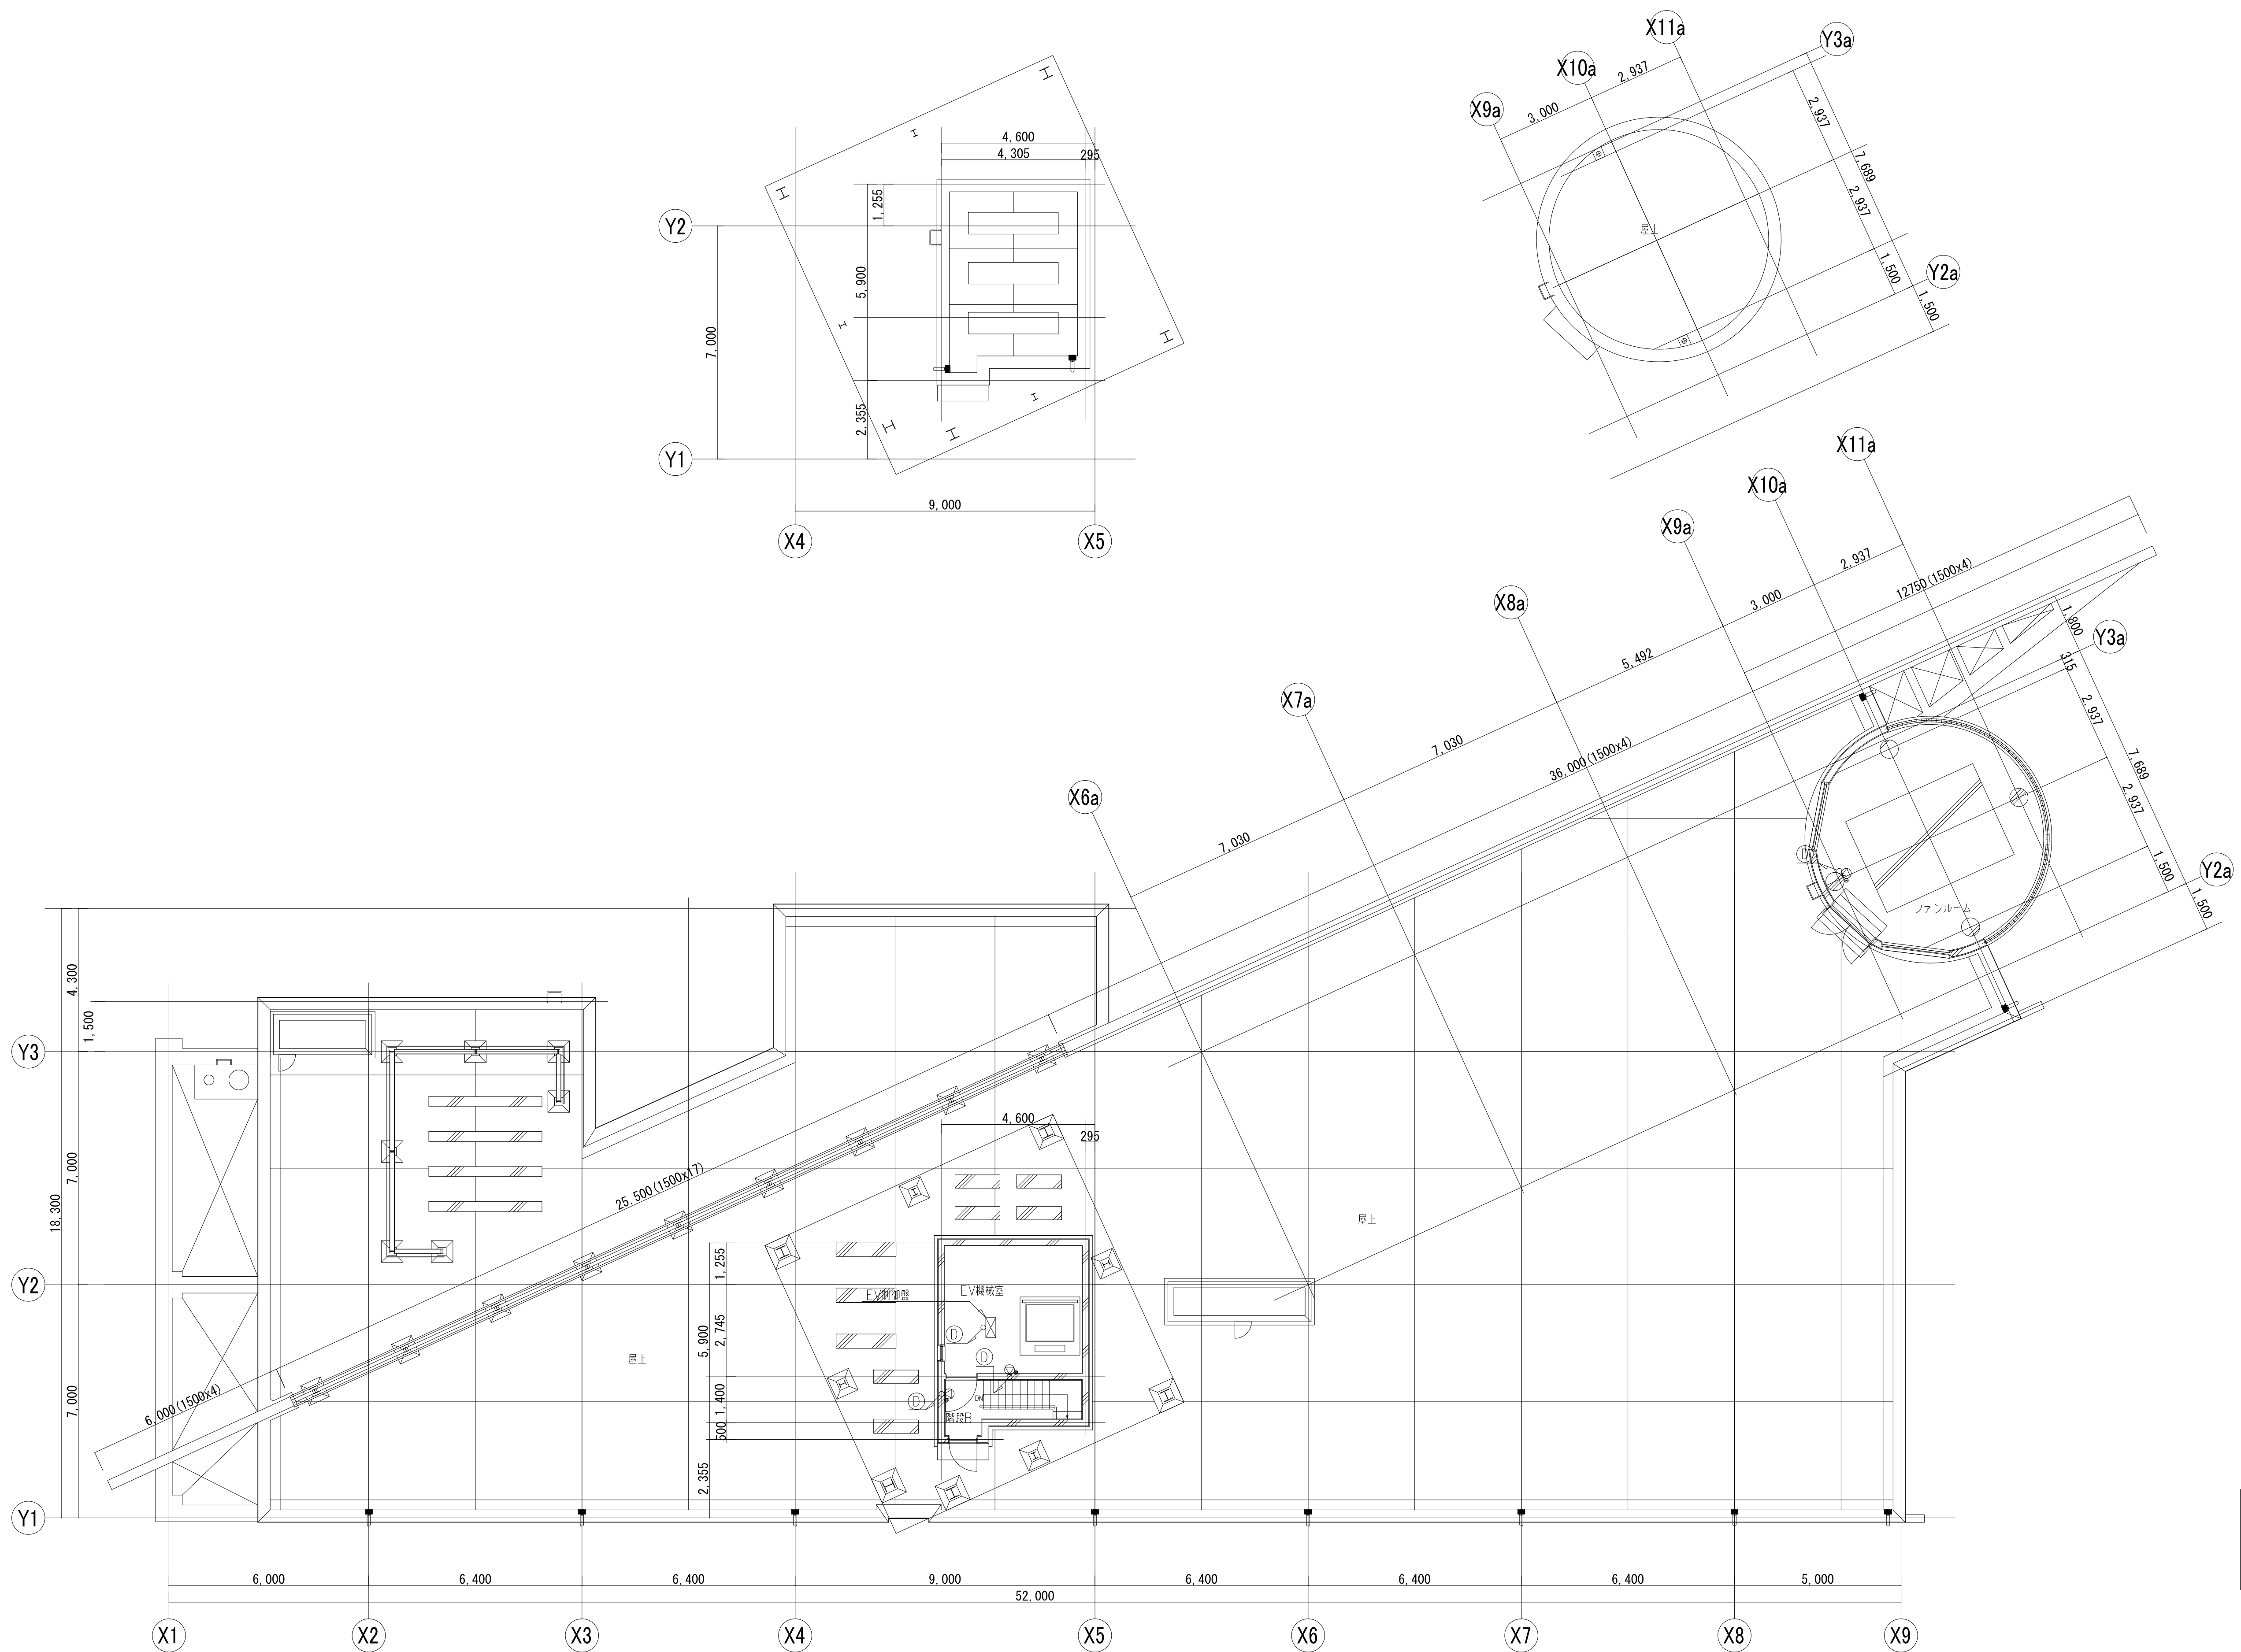 X11a
Y3a
X10a
2,937
X9a
3,000
2,937
7,689
屋上
2,937
1,500
Y2a
1,500
4,600
4,305
295
1,255
Y2
5,900
7,000
2,355
Y1
9,000
X4
X5
X11a
X10a
X9a
2,937
12750(1500x4)
3,000
X8a
1,800
Y3a
5,492
315
X7a
2,937
7,030
36,000(1500x4)
7,689
2,937
X6a
7,030
D
1,500
Y2a
ファンルーム
1,500
4,300
1,500
Y3
4,600
295
7,000
25,500(1500x17)
18,300
屋上
1,255
Y2
EV制御盤
EV機械室
5,900
2,745
D
屋上
D
7,000
6,000(1500x4)
1,400
D
DN
階段B
500
2,355
Y1
6,000
6,400
6,400
9,000
6,400
6,400
6,400
5,000
52,000
X1
X2
X3
X4
X5
X6
X7
X8
X9